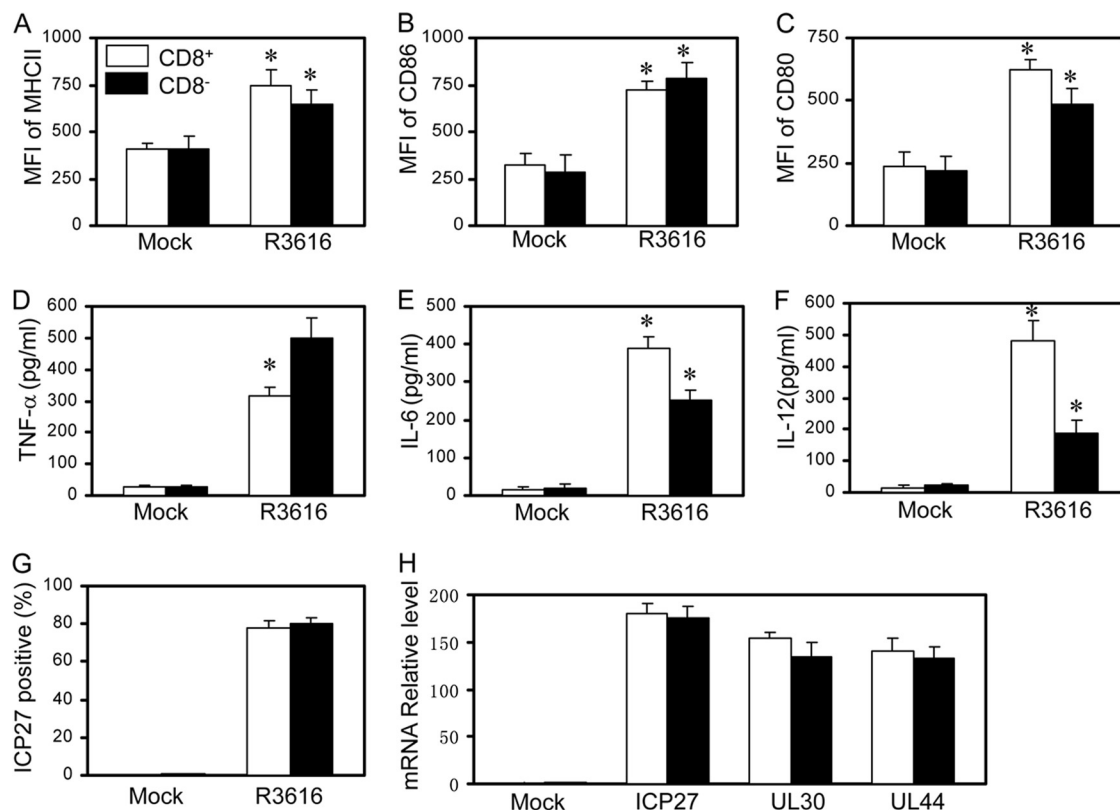 A
MFI of MHCII
1000
750
500
250
0
CD8+
CD8-
*
*
Mock
R3616
B
MFI of CD86
1000
750
500
250
0
*
*
Mock
R3616
C
MFI of CD80
750
500
250
0
*
*
Mock
R3616
D
TNF-α (pg/ml)
600
500
400
300
200
100
0
*
Mock
R3616
E
IL-6 (pg/ml)
500
400
300
200
100
0
*
*
Mock
R3616
F
IL-12(pg/ml)
600
500
400
300
200
100
0
*
*
Mock
R3616
G
ICP27 positive (%)
100
80
60
40
20
0
Mock
R3616
H
mRNA Relative level
200
150
100
50
0
Mock
ICP27
UL30
UL44